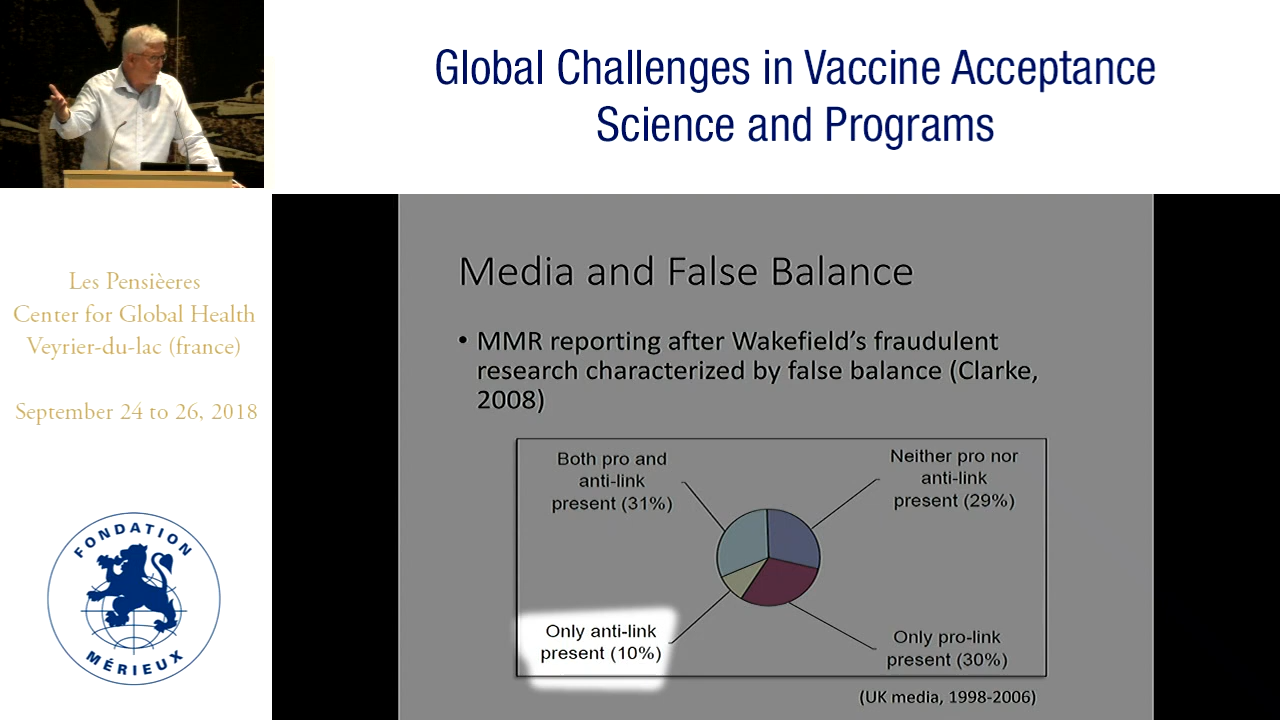 Global Challenges in Vaccine Acceptance
Science and Programs
Les Pensièeres
Center for Global Health
Veyrier-du-lac (france)
September 24 to 26, 2018
FONDATION
MÉRIEUX
Media and False Balance
• MMR reporting after Wakefield's fraudulent
research characterized by false balance (Clarke,
2008)
Both pro and
anti-link
present (31%)
Neither pro nor
anti-link
present (29%)
Only anti-link
present (10%)
Only pro-link
present (30%)
(UK media, 1998-2006)